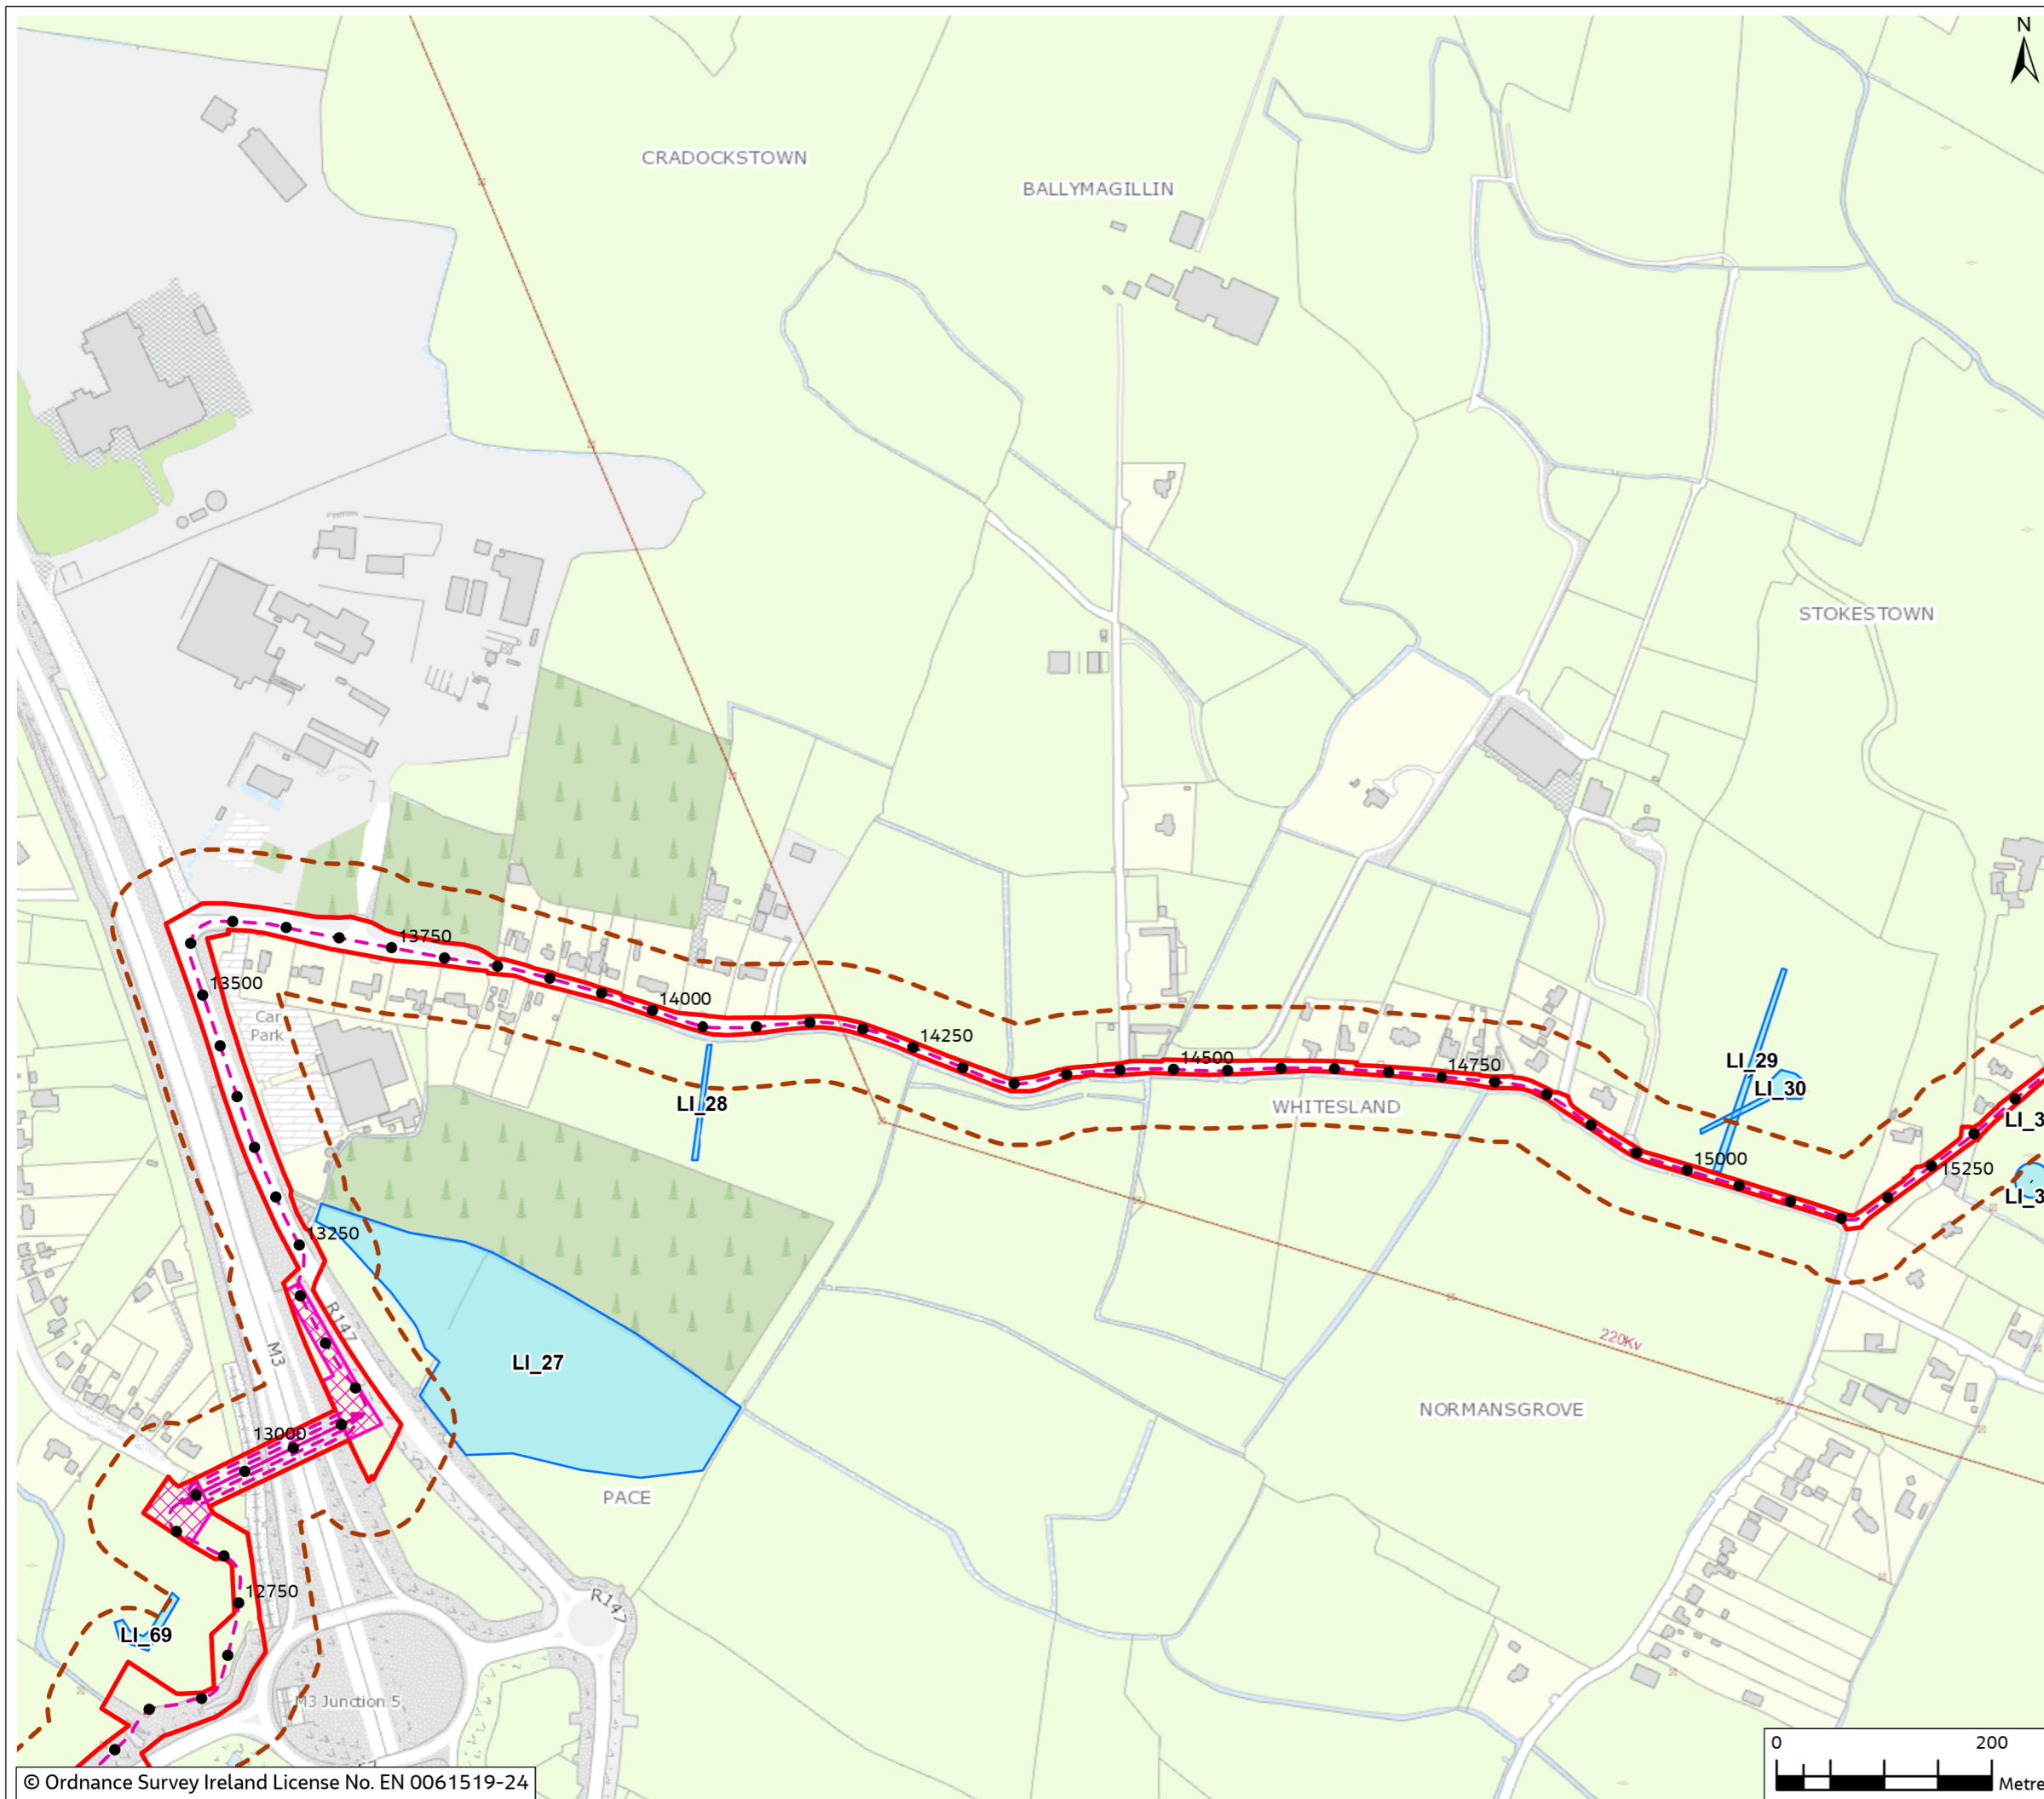 N
CRADOCKSTOWN
BALLYMAGILLIN
STOKESTOWN
13750
13500
14000
Car
Park
14250
14500
14750
LI_29
LI_30
LI_28
WHITESLAND
LI_3
15000
15250
LI_3
13250
R147
M3
220Kv
LI_27
NORMANSGROVE
13000
PACE
12750
R147
LI_69
M3 Junction 5
0 200
Metre
© Ordnance Survey Ireland License No. EN 0061519-24